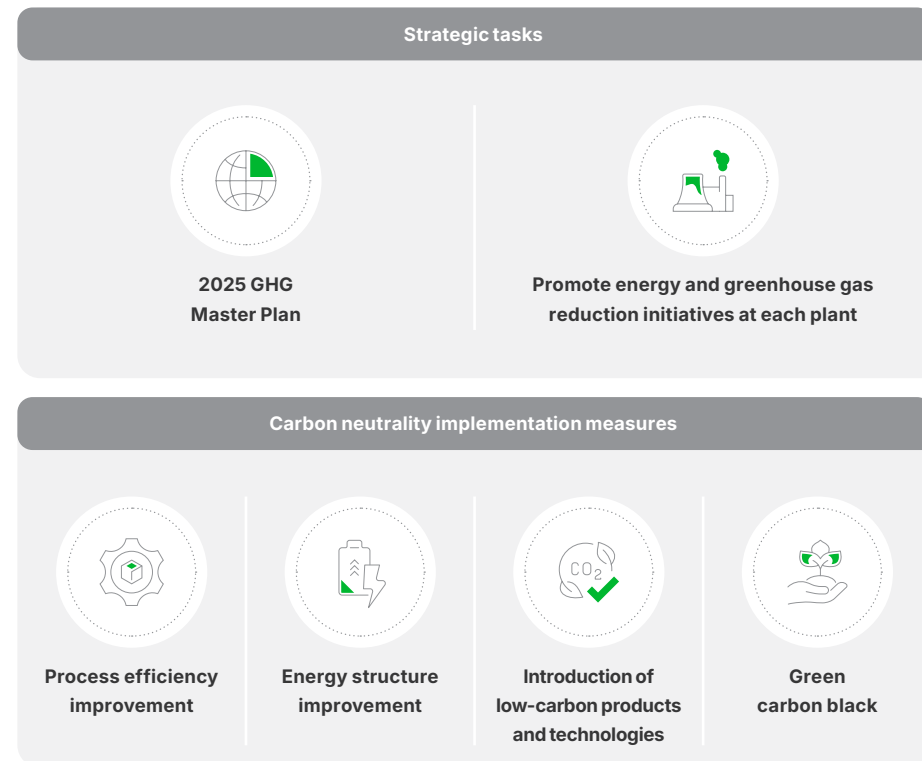 Strategic tasks
2025 GHG
Master Plan
Promote energy and greenhouse gas
reduction initiatives at each plant
Carbon neutrality implementation measures
Process efficiency
improvement
Energy structure
improvement
CO2
Introduction of
low-carbon products
and technologies
Green
carbon black